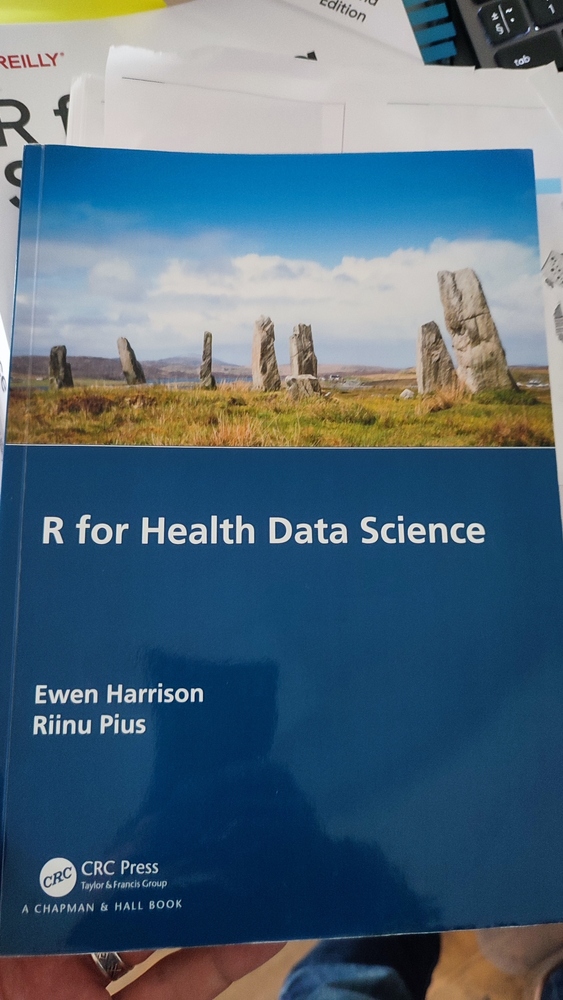 Edition
REILLY®
R f
S
tab
R for Health Data Science
Ewen Harrison
Riinu Pius
CRC
CRC Press
Taylor & Francis Group
A CHAPMAN & HALL BOOK